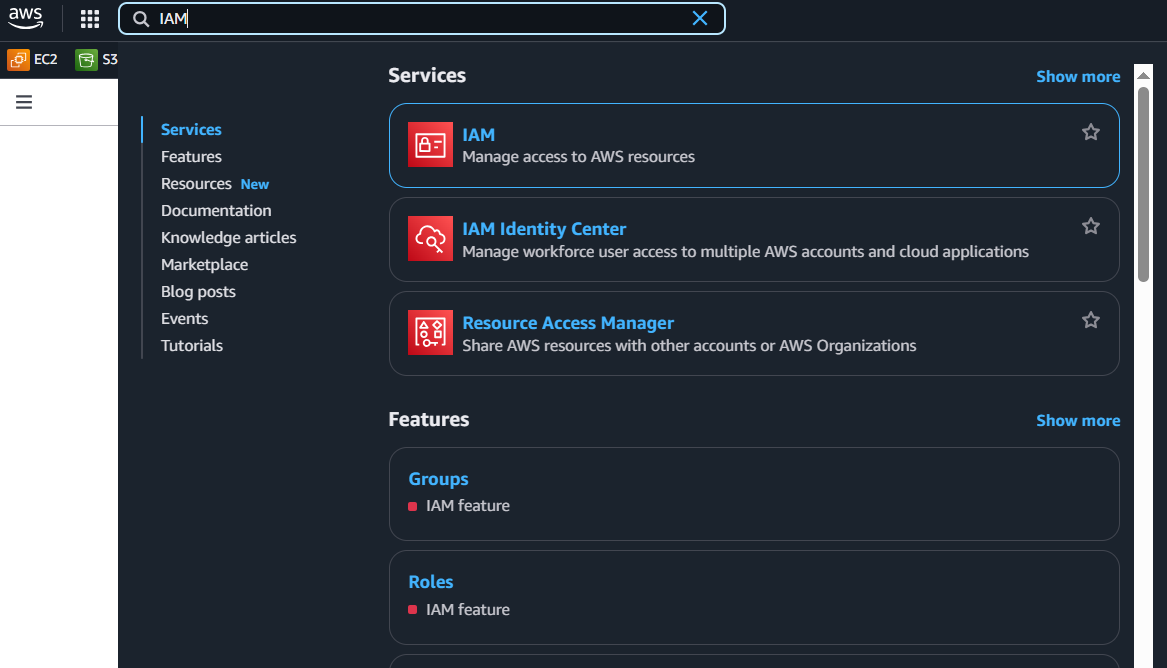 aws
IAM
EC2
S3
Services
Features
Resources New
Documentation
Knowledge articles
Marketplace
Blog posts
Events
Tutorials
Services
Show more
IAM
Manage access to AWS resources
IAM Identity Center
Manage workforce user access to multiple AWS accounts and cloud applications
Resource Access Manager
Share AWS resources with other accounts or AWS Organizations
Features
Show more
Groups
IAM feature
Roles
IAM feature